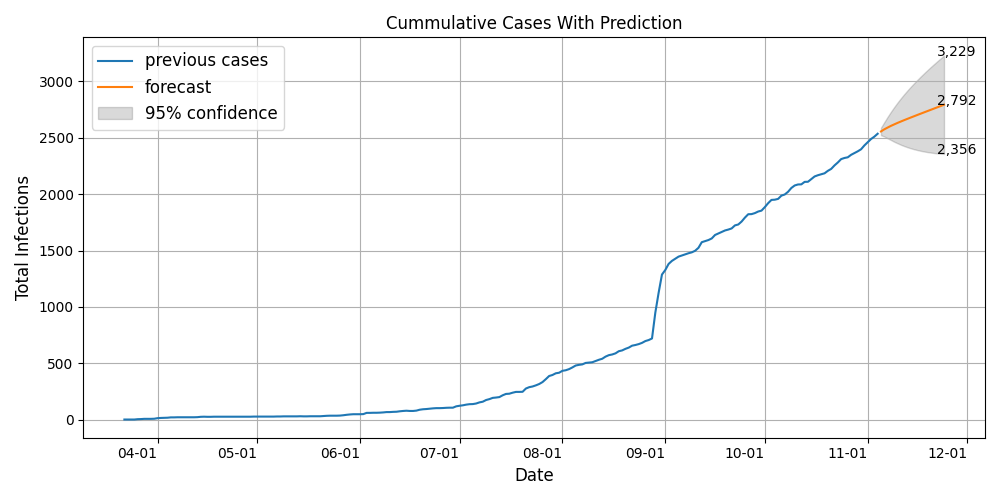 Cummulative Cases With Prediction
previous cases
forecast
95% confidence
3,229
2,792
2,356
Total Infections
3000
2500
2000
1500
1000
500
0
04-01 05-01 06-01 07-01 08-01 09-01 10-01 11-01 12-01
Date